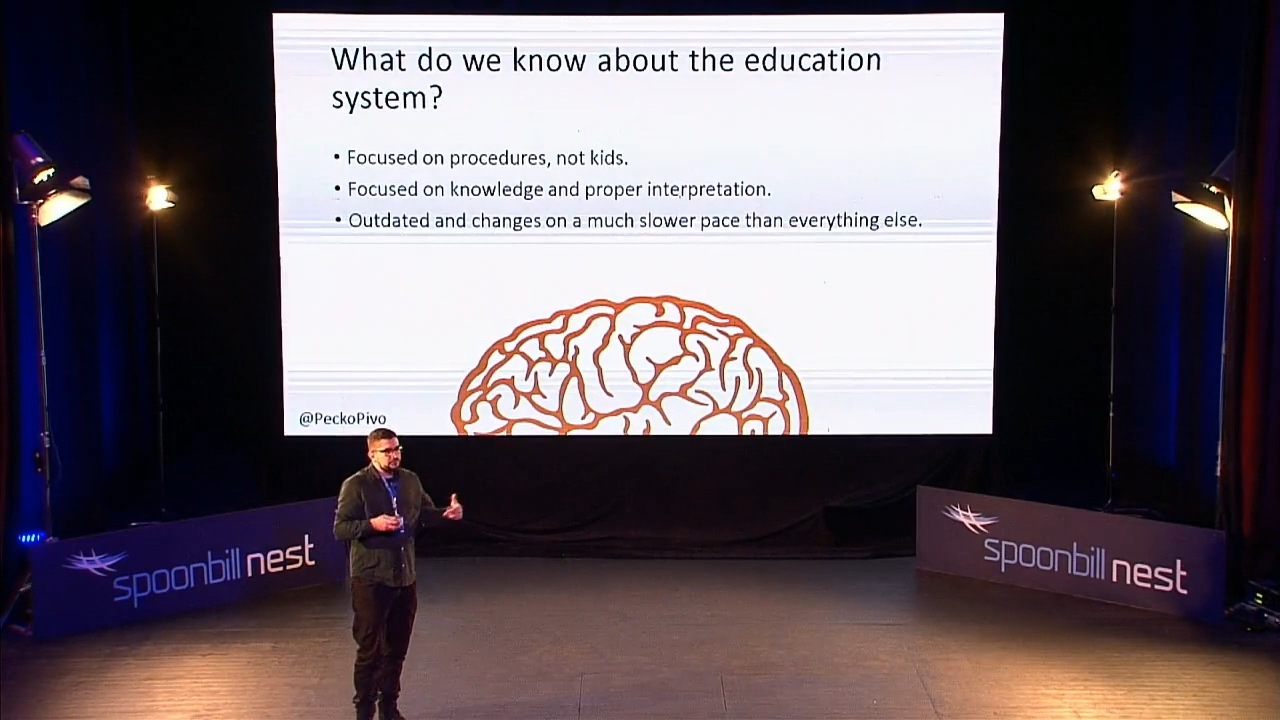 What do we know about the education
system?
• Focused on procedures, not kids.
• Focused on knowledge and proper interpretation.
• Outdated and changes on a much slower pace than everything else.
@PeckoPivo
spoonbill nest
spoonbill nest